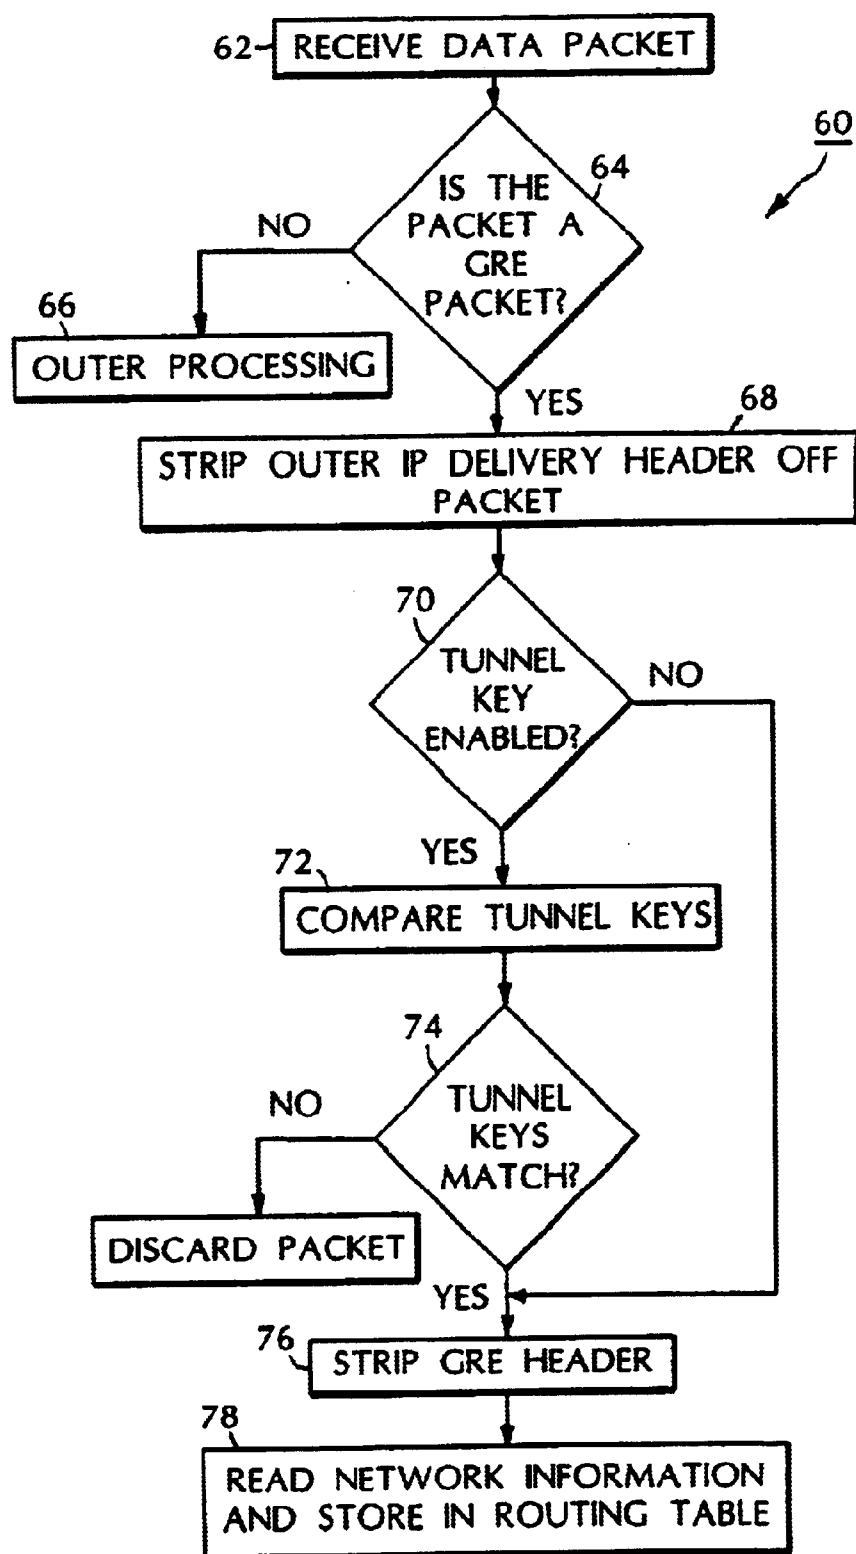 62 RECEIVE DATA PACKET
60
64
IS THE
PACKET A
GRE
PACKET?
NO
66
OUTER PROCESSING
YES
68
STRIP OUTER IP DELIVERY HEADER OFF
PACKET
70
TUNNEL
KEY
ENABLED?
NO
YES
72
COMPARE TUNNEL KEYS
74
TUNNEL
KEYS
MATCH?
NO
DISCARD PACKET
YES
76
STRIP GRE HEADER
78
READ NETWORK INFORMATION
AND STORE IN ROUTING TABLE